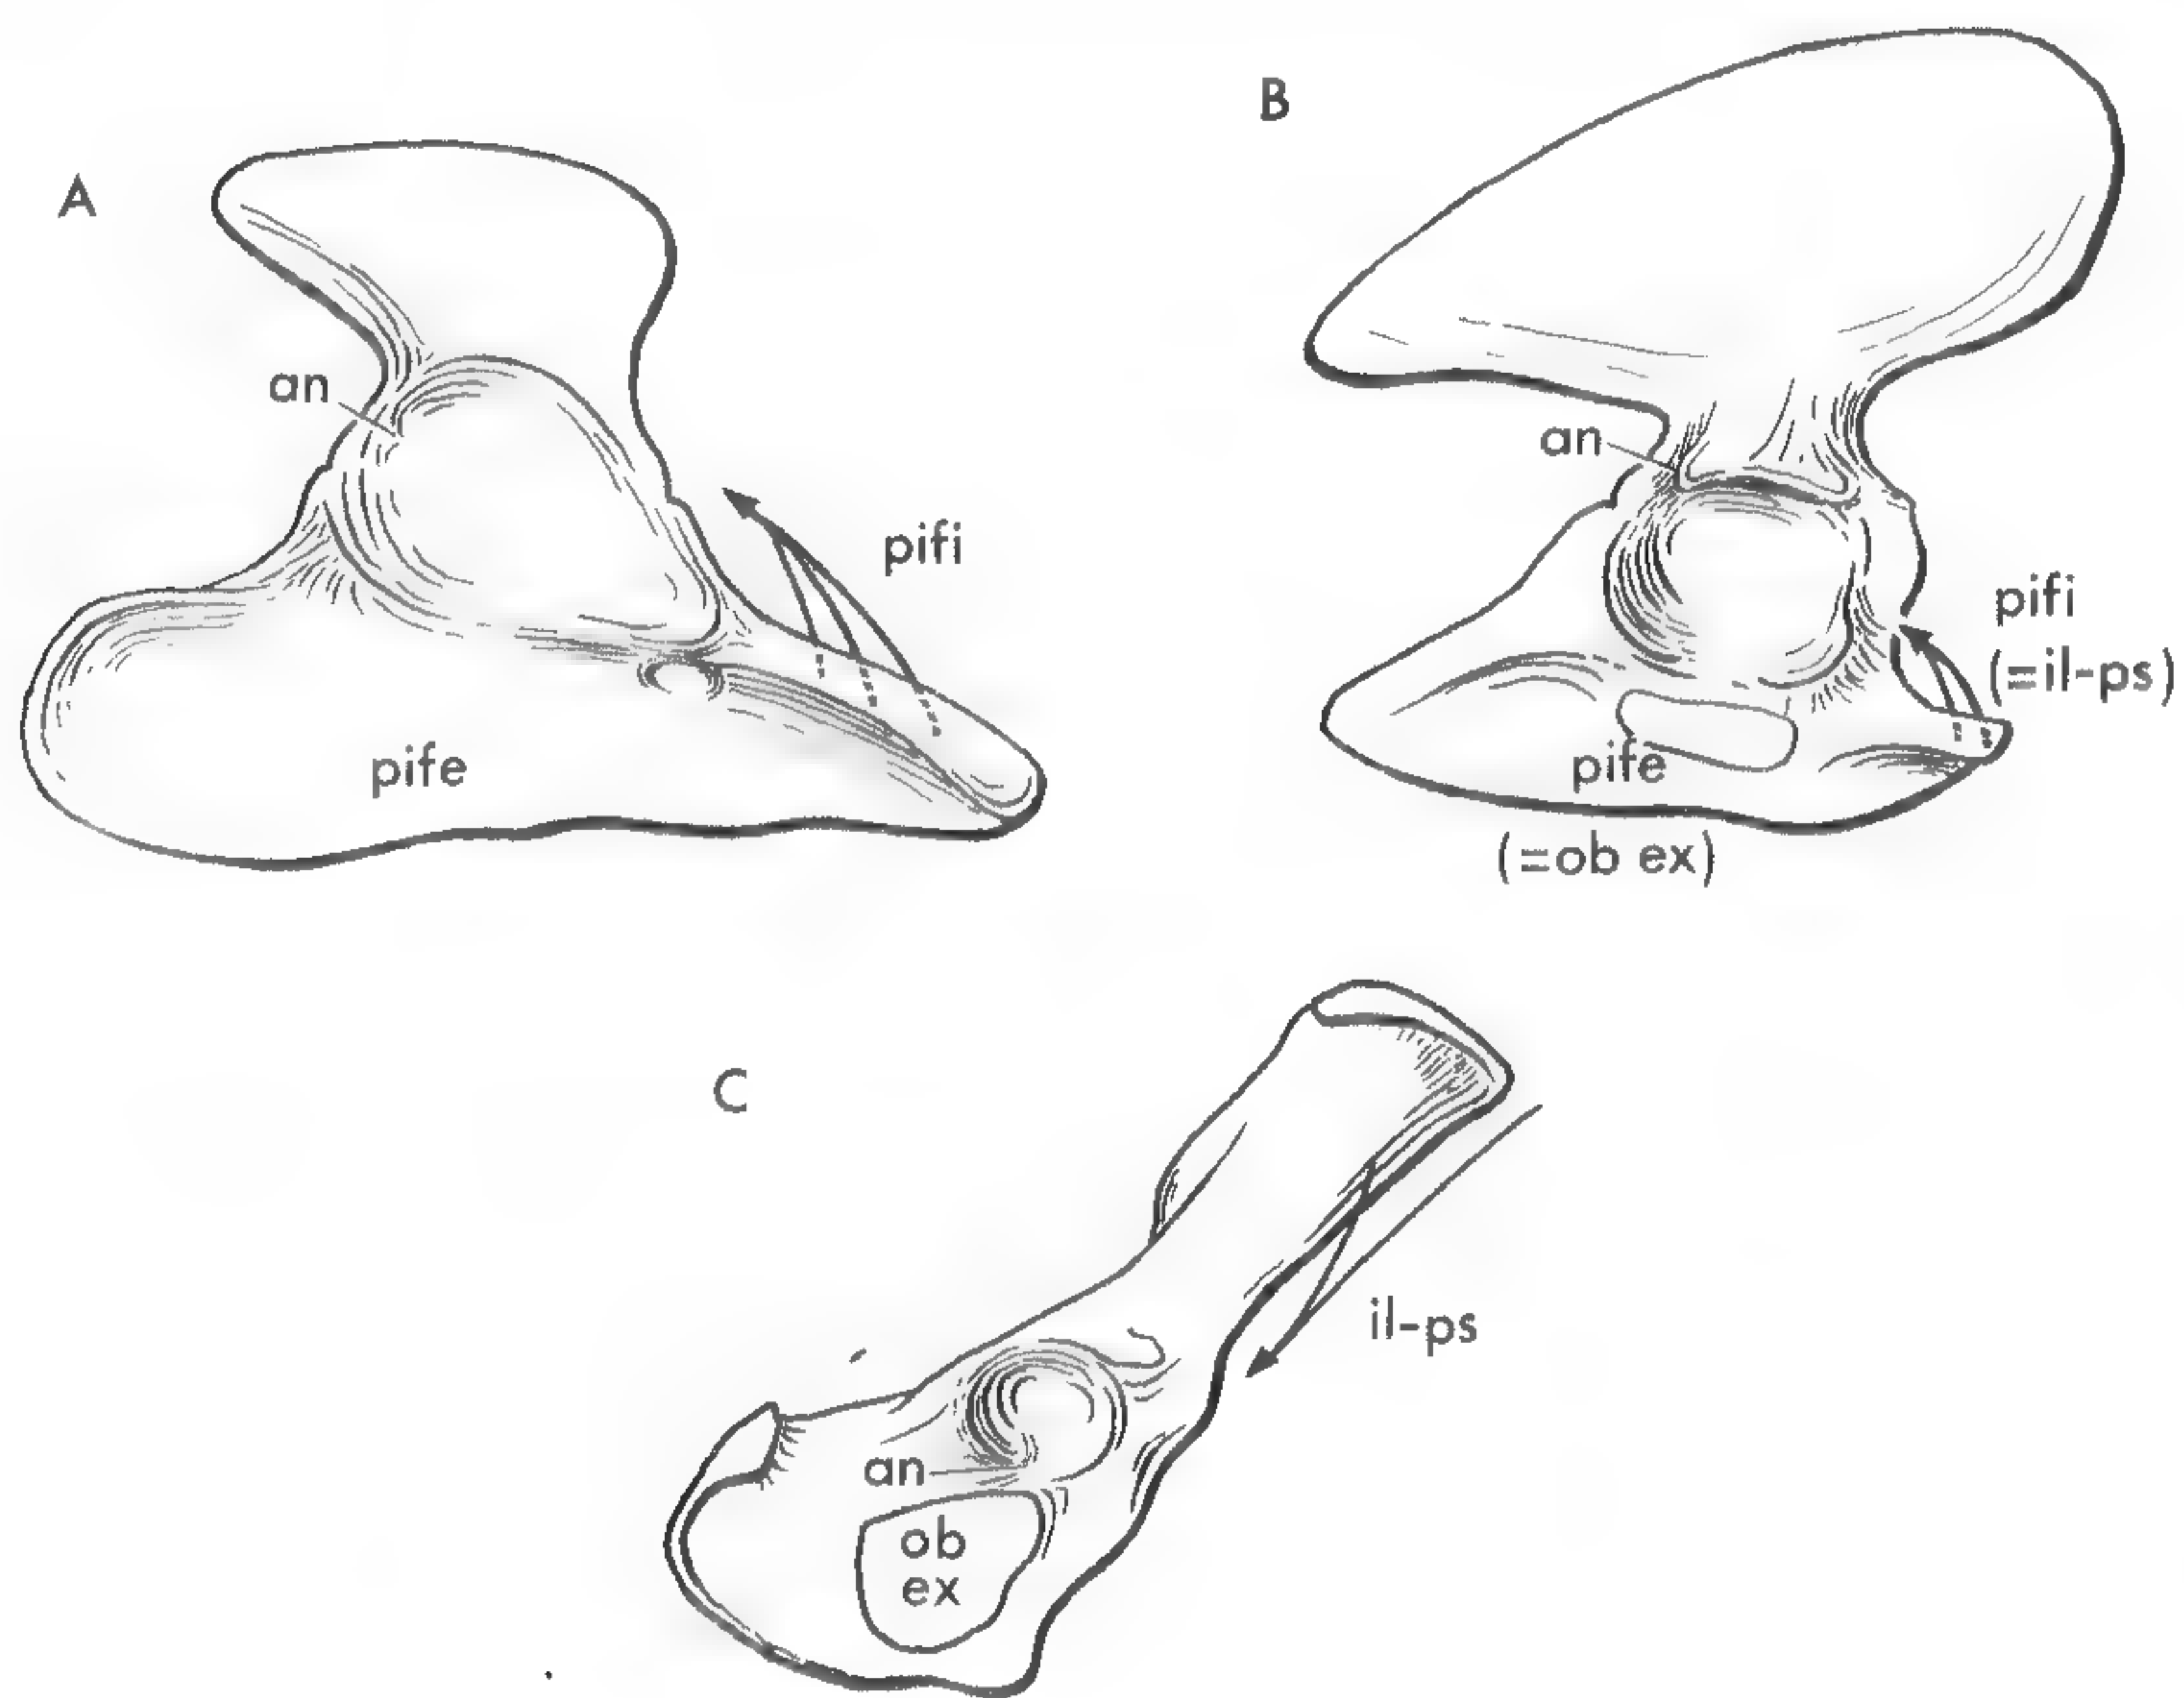 A
an
pifi
pife
B
an
pifi
(=il-ps)
pife
(=ob ex)
C
il-ps
an
ob
ex